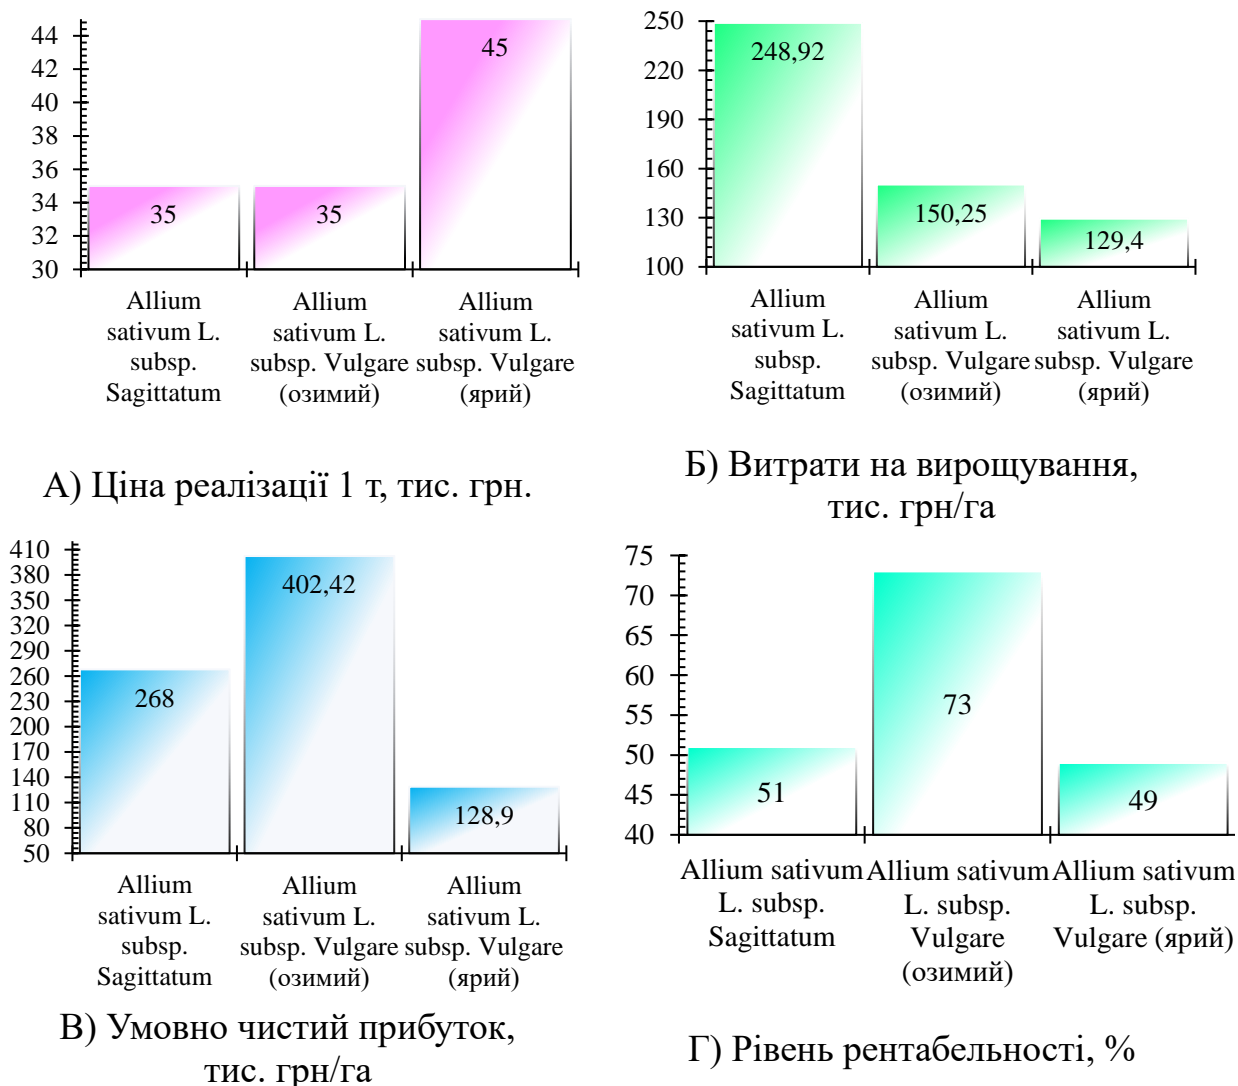 44
42
40
38
36
34
32
30
35
35
45
Allium
sativum L.
subsp.
Sagittatum
Allium
sativum L.
subsp. Vulgare
(озимий)
Allium
sativum L.
subsp. Vulgare
(ярий)
А) Ціна реалізації 1 т, тис. грн.
250
220
190
160
130
100
248,92
150,25
129,4
Allium
sativum L.
subsp.
Sagittatum
Allium
sativum L.
subsp. Vulgare
(озимий)
Allium
sativum L.
subsp. Vulgare
(ярий)
Б) Витрати на вирощування,
тис. грн/га
410
380
350
320
290
260
230
200
170
140
110
80
50
268
402,42
128,9
Allium
sativum L.
subsp.
Sagittatum
Allium
sativum L.
subsp. Vulgare
(озимий)
Allium
sativum L.
subsp. Vulgare
(ярий)
В) Умовно чистий прибуток,
тис. грн/га
75
70
65
60
55
50
45
40
51
73
49
Allium sativum
L. subsp.
Sagittatum
Allium sativum
L. subsp.
Vulgare
(озимий)
Allium sativum
L. subsp.
Vulgare (ярий)
Г) Рівень рентабельності, %